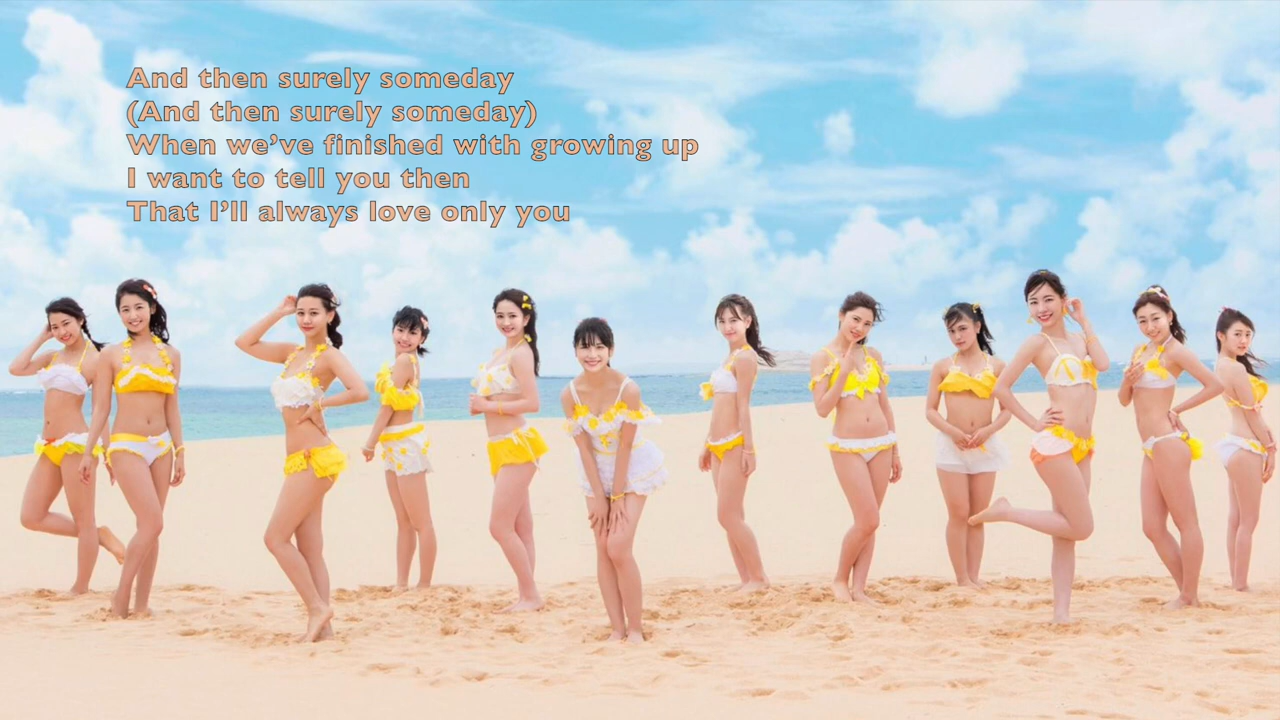 And then surely someday
(And then surely someday)
When we’ve finished with growing up
I want to tell you then
That I’ll always love only you